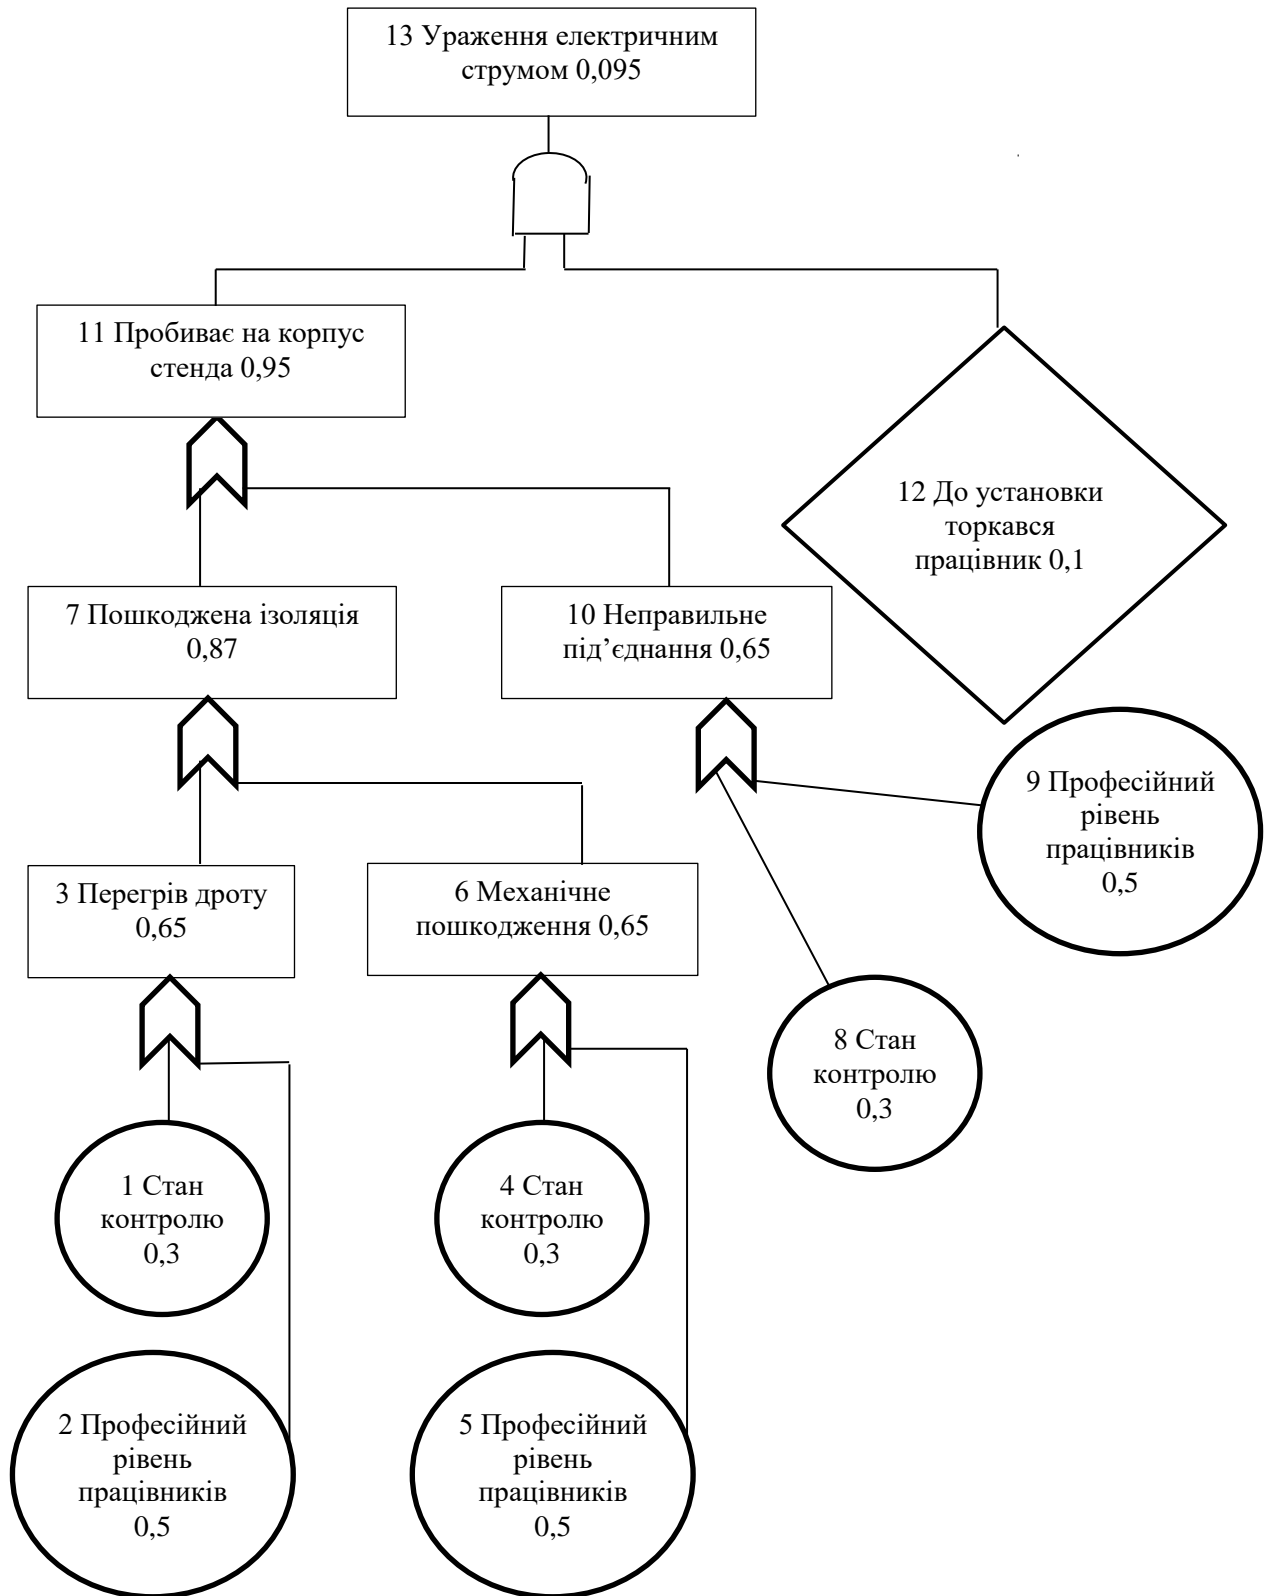 13 Ураження електричним
струмом 0,095
11 Пробиває на корпус
стенда 0,95
12 До установки
торкався
працівник 0,1
7 Пошкоджена ізоляція
0,87
10 Неправильне
під’єднання 0,65
9 Професійний
рівень
працівників
0,5
3 Перегрів дроту
0,65
6 Механічне
пошкодження 0,65
8 Стан
контролю
0,3
1 Стан
контролю
0,3
4 Стан
контролю
0,3
2 Професійний
рівень
працівників
0,5
5 Професійний
рівень
працівників
0,5